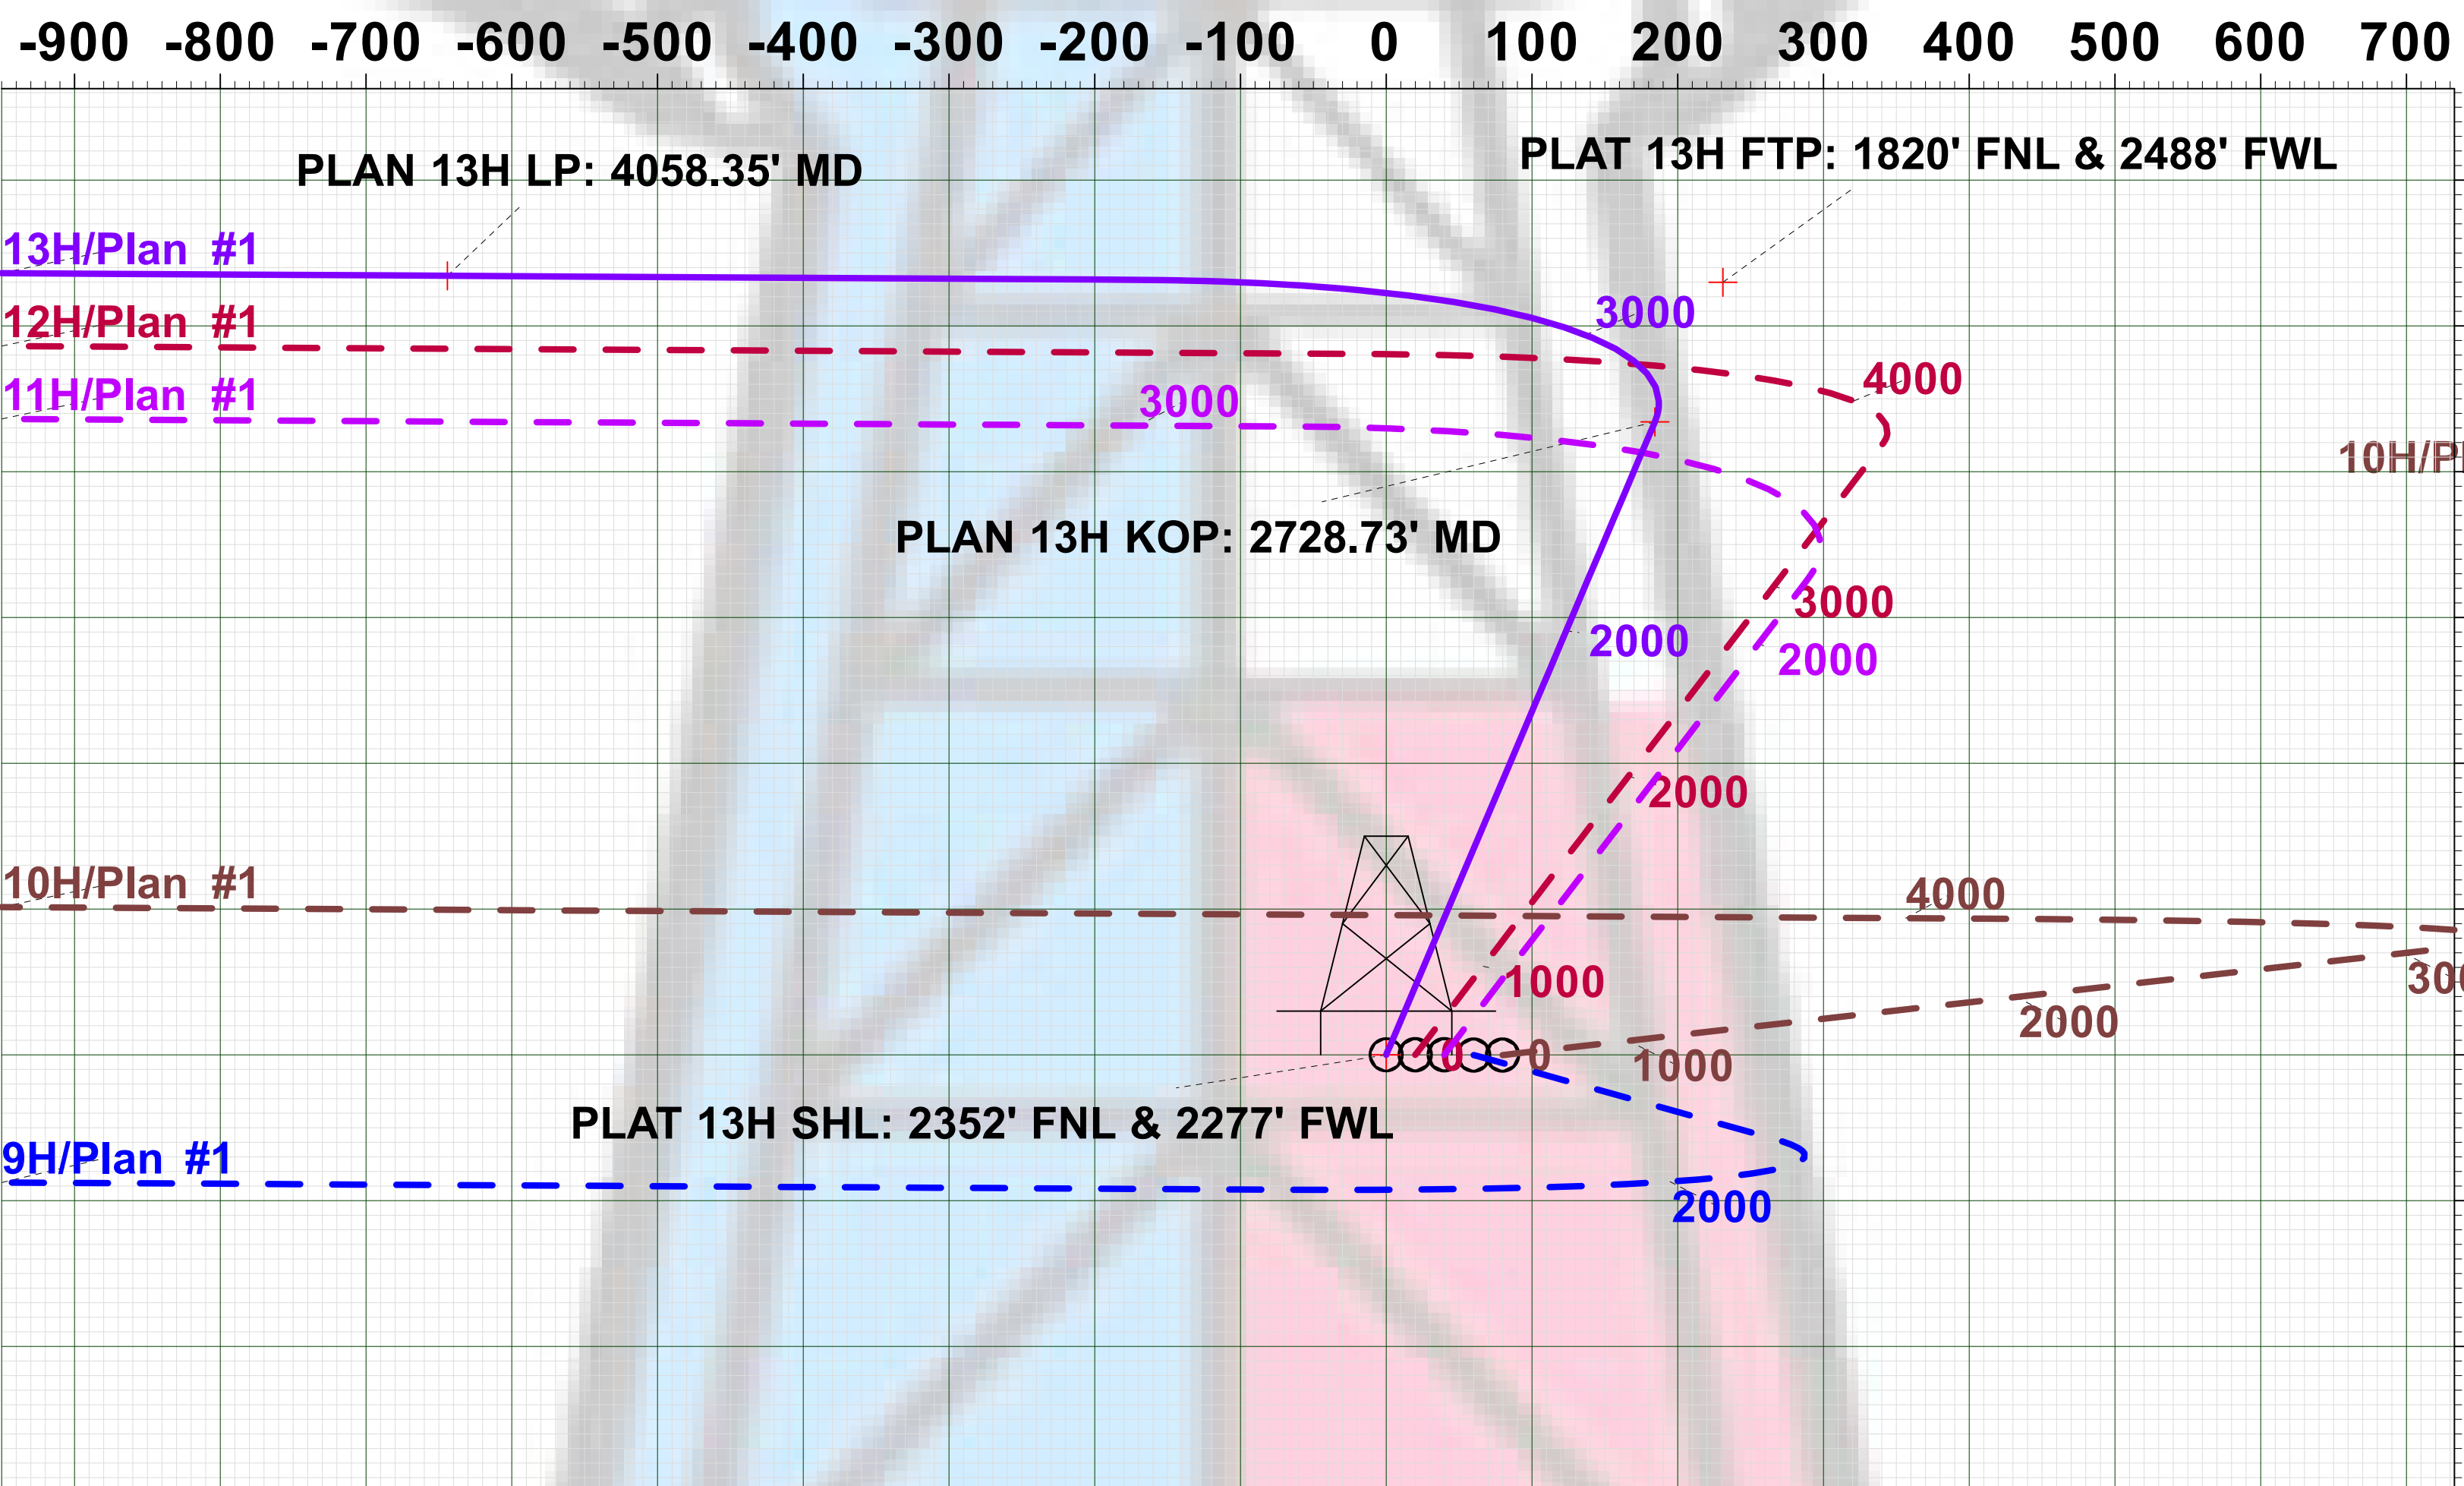 -900 -800 -700 -600 -500 -400 -300 -200 -100 0 100 200 300 400 500 600 700
PLAT 13H FTP: 1820' FNL & 2488' FWL
PLAN 13H LP: 4058.35' MD
13H/Plan #1
3000
12H/Plan #1
4000
11H/Plan #1
3000
10H/P
PLAN 13H KOP: 2728.73' MD
3000
2000
2000
2000
10H/Plan #1
4000
1000
300
2000
0
0
1000
PLAT 13H SHL: 2352' FNL & 2277' FWL
9H/Plan #1
2000